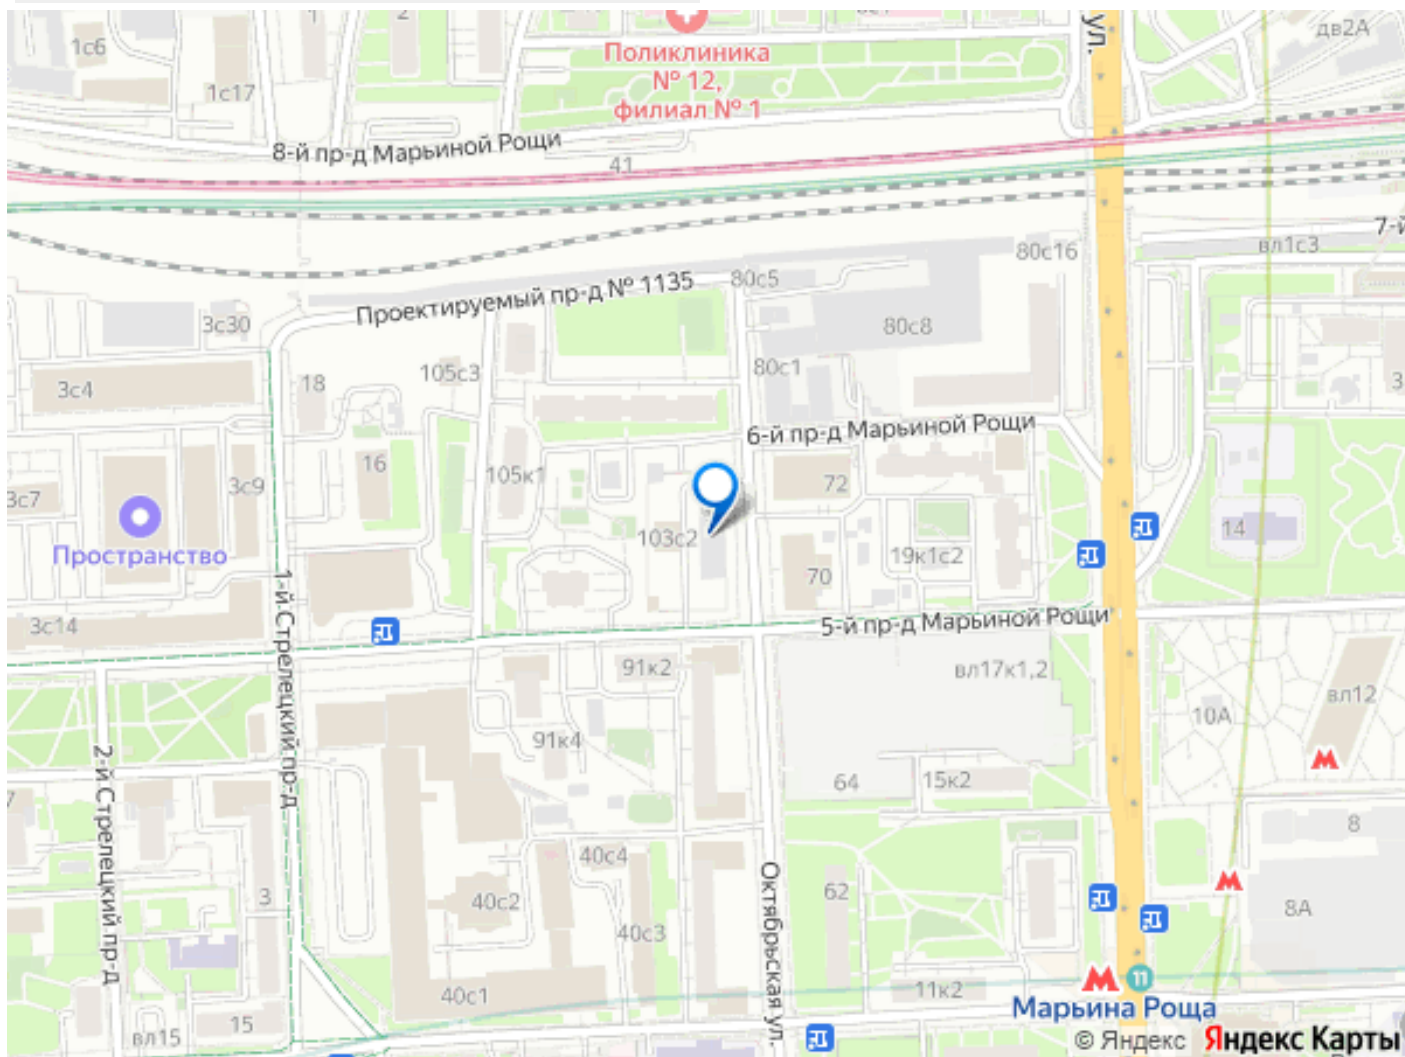 1с6
1
2
1с17
Поликлиника
№ 12,
филиал № 1
ул.
дв2А
8-й пр-д Марьиной Рощи
41
7-й
вл1с3
80с16
80с5
Проектируемый пр-д № 1135
3с30
80с8
3с4
18
105с3
80с1
3
6-й пр-д Марьиной Рощи
16
105к1
72
3с7
3с9
Пространство
103с2
14
19к1с2
70
3с14
5-й пр-д Марьиной Рощи
1-й Стрелецкий пр-д
91к2
вл17к1,2
вл12
10А
91к4
2-й Стрелецкий пр-д
64
15к2
7
8
40с4
Октябрьская ул.
62
3
40с2
8А
40с3
40с1
11к2
11
Марьина Роща
15
вл15
© Яндекс Яндекс Карты